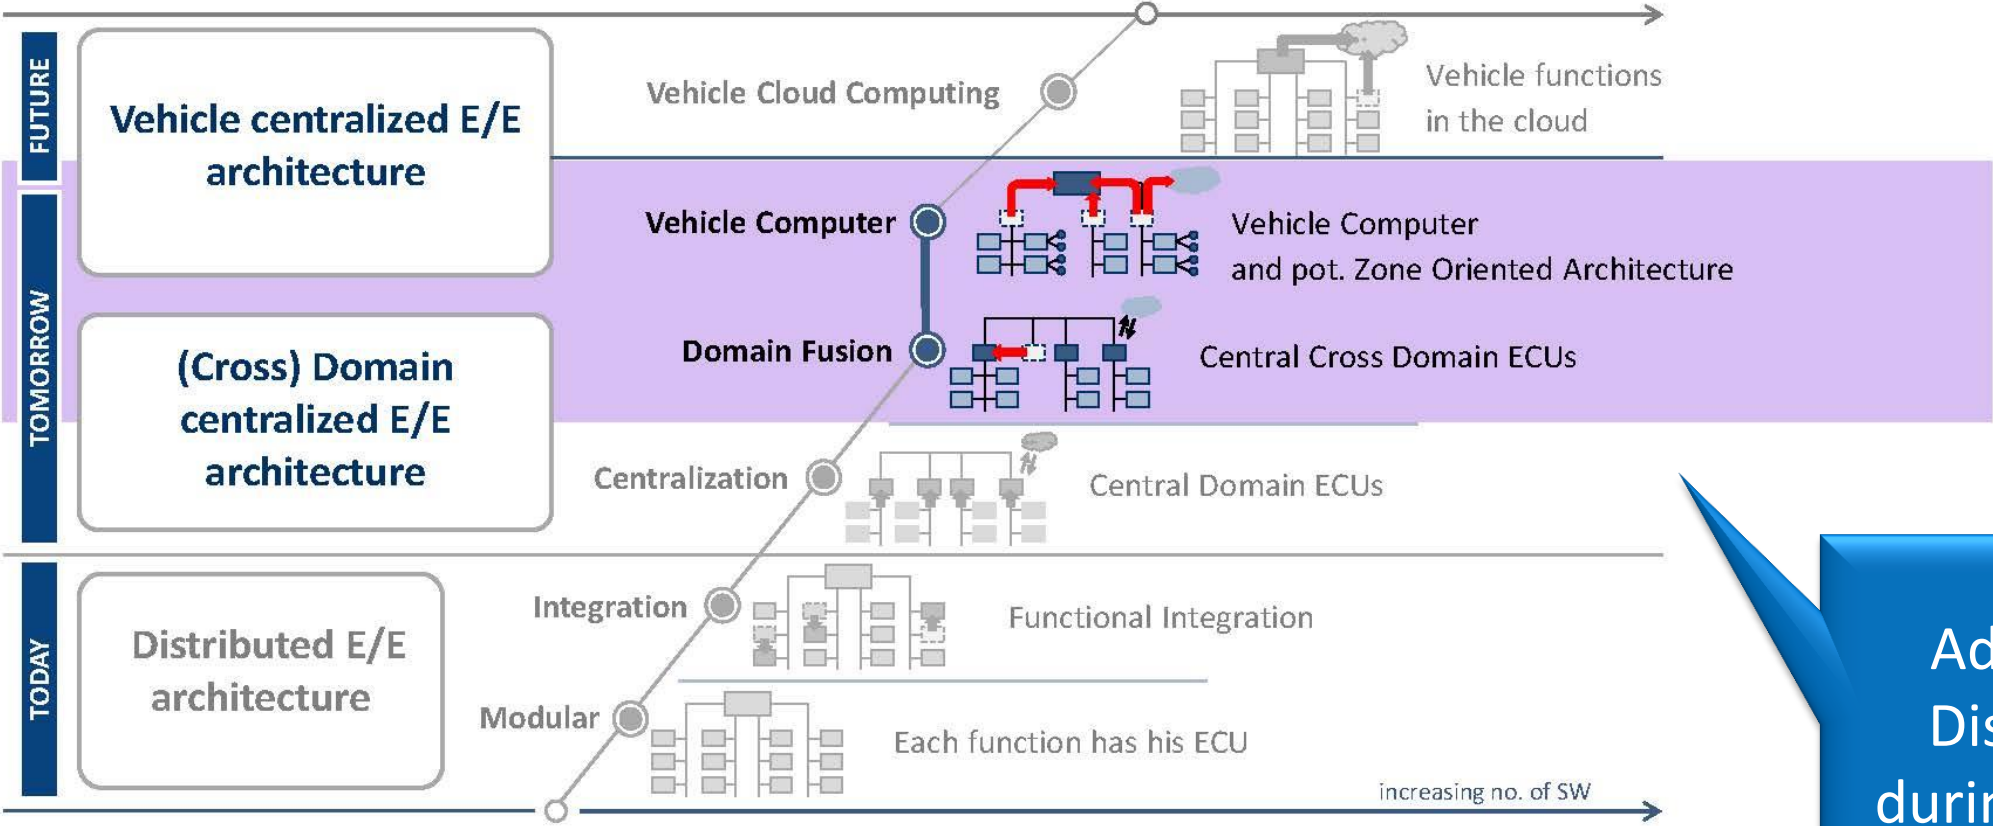 FUTURE
Vehicle centralized E/E
architecture
Vehicle Cloud Computing
Vehicle functions
in the cloud
TOMORROW
Vehicle Computer
Vehicle Computer
and pot. Zone Oriented Architecture
Domain Fusion
Central Cross Domain ECUs
(Cross) Domain
centralized E/E
architecture
Centralization
Central Domain ECUs
TODAY
Distributed E/E
architecture
Integration
Functional Integration
Modular
Each function has his ECU
increasing no. of SW